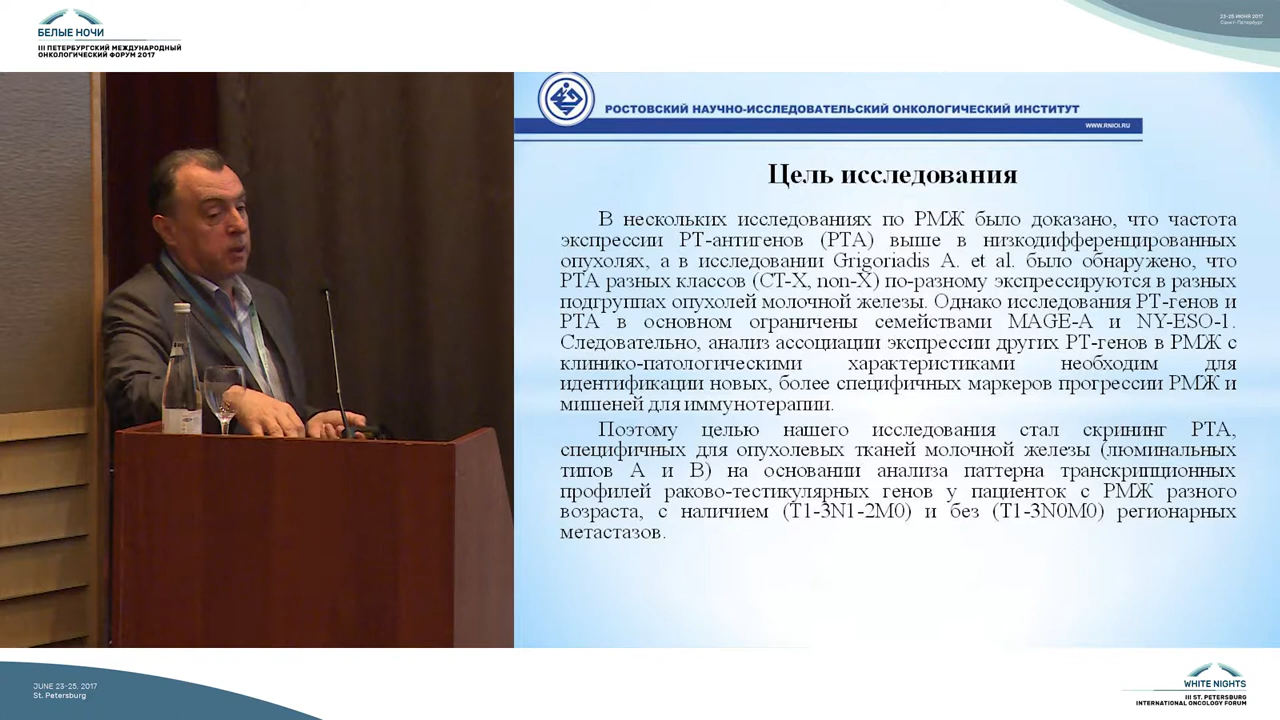 БЕЛЫЕ НОЧИ
III ПЕТЕРБУРГСКИЙ МЕЖДУНАРОДНЫЙ
ОНКОЛОГИЧЕСКИЙ ФОРУМ 2017
23-25 ИЮНЯ 2017
Санкт-Петербург
РОСТОВСКИЙ НАУЧНО-ИССЛЕДОВАТЕЛЬСКИЙ ОНКОЛОГИЧЕСКИЙ ИНСТИТУТ
WWW.RNIOI.RU
Цель исследования
В нескольких исследованиях по РМЖ было доказано, что частота
экспрессии РТ-антигенов (РТА) выше в низкодифференцированных
опухолях, а в исследовании Grigoriadis A. et al. было обнаружено, что
РТА разных классов (CT-X, non-X) по-разному экспрессируются в разных
подгруппах опухолей молочной железы. Однако исследования РТ-генов и
РТА в основном ограничены семействами MAGE-A и NY-ESO-1.
Следовательно, анализ ассоциации экспрессии других РТ-генов в РМЖ с
клинико-патологическими характеристиками необходим для
идентификации новых, более специфичных маркеров прогрессии РМЖ и
мишеней для иммунотерапии.
Поэтому целью нашего исследования стал скрининг РТА,
специфичных для опухолевых тканей молочной железы (люминальных
типов А и В) на основании анализа паттерна транскрипционных
профилей раково-тестикулярных генов у пациенток с РМЖ разного
возраста, с наличием (T1-3N1-2M0) и без (T1-3N0M0) регионарных
метастазов.
JUNE 23-25, 2017
St. Petersburg
WHITE NIGHTS
III ST. PETERSBURG
INTERNATIONAL ONCOLOGY FORUM